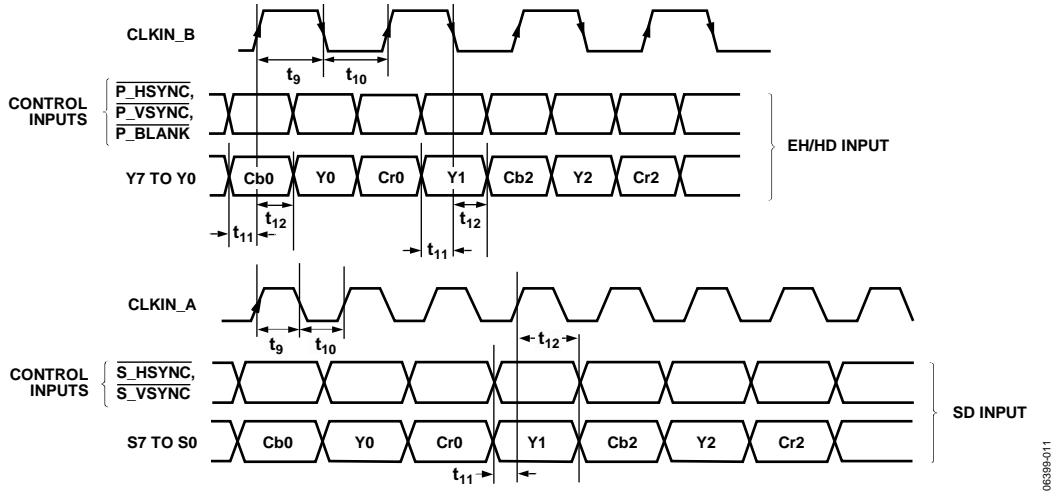 CLKIN_B
t9
t10
CONTROL
INPUTS
P_HSYNC,
P_VSYNC,
P_BLANK
EH/HD INPUT
Y7 TO Y0
Cb0
Y0
Cr0
Y1
Cb2
Y2
Cr2
t12
t12
t11
t11
CLKIN_A
t9
t10
t12
CONTROL
INPUTS
S_HSYNC,
S_VSYNC
SD INPUT
S7 TO S0
Cb0
Y0
Cr0
Y1
Cb2
Y2
Cr2
t11
06399-011